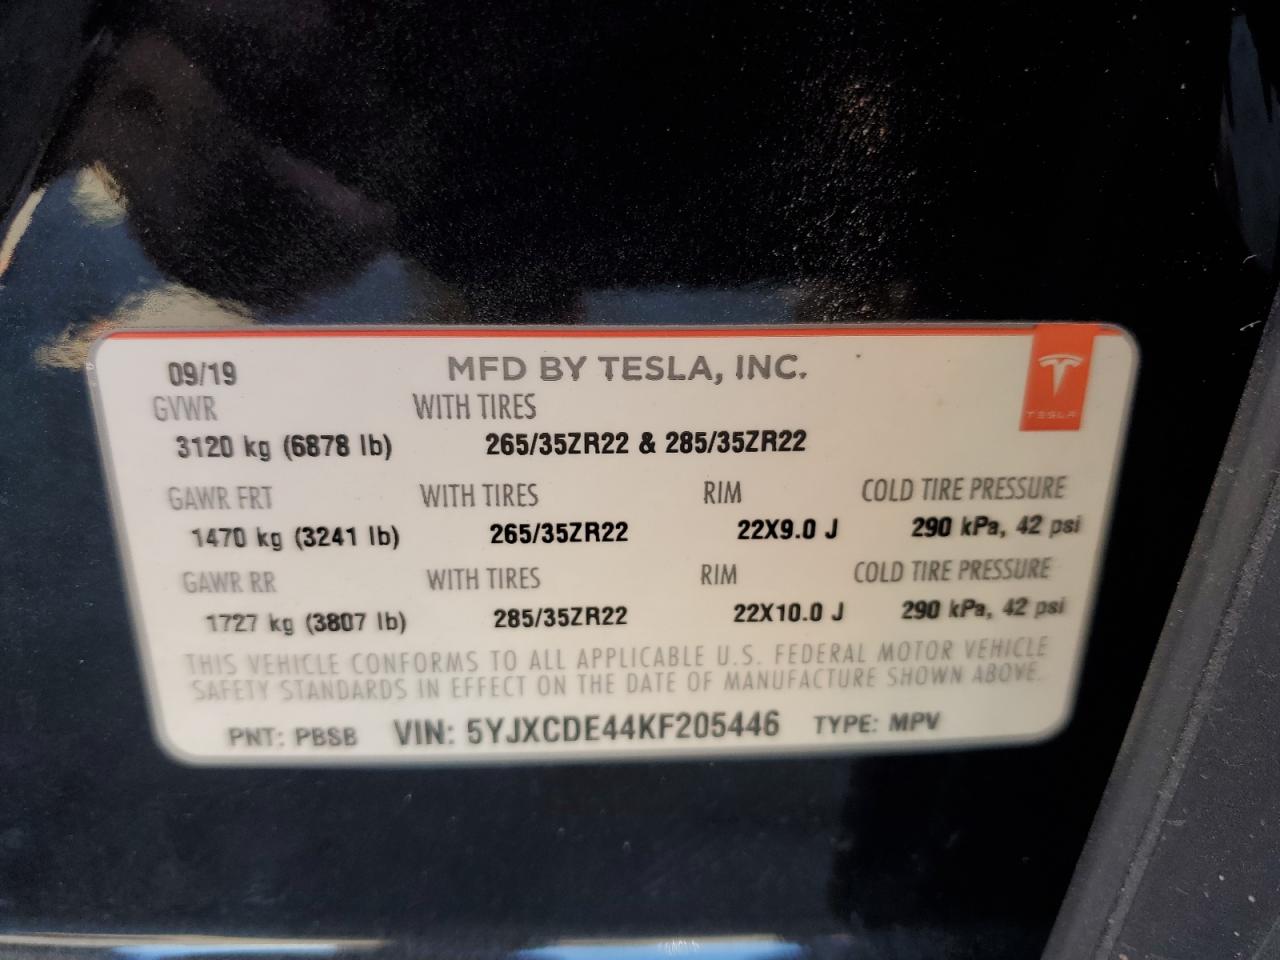 09/19 MFD BY TESLA, INC.
TESLA
GVWR WITH TIRES
3120 kg (6878 lb) 265/35ZR22 & 285/35ZR22
GAWR FRT WITH TIRES RIM COLD TIRE PRESSURE
1470 kg (3241 lb) 265/35ZR22 22X9.0 J 290 kPa, 42 psi
GAWR RR WITH TIRES RIM COLD TIRE PRESSURE
1727 kg (3807 lb) 285/35ZR22 22X10.0 J 290 kPa, 42 psi
THIS VEHICLE CONFORMS TO ALL APPLICABLE U.S. FEDERAL MOTOR VEHICLE
SAFETY STANDARDS IN EFFECT ON THE DATE OF MANUFACTURE SHOWN ABOVE.
PNT: PBSB VIN: 5YJXCDE44KF205446 TYPE: MPV